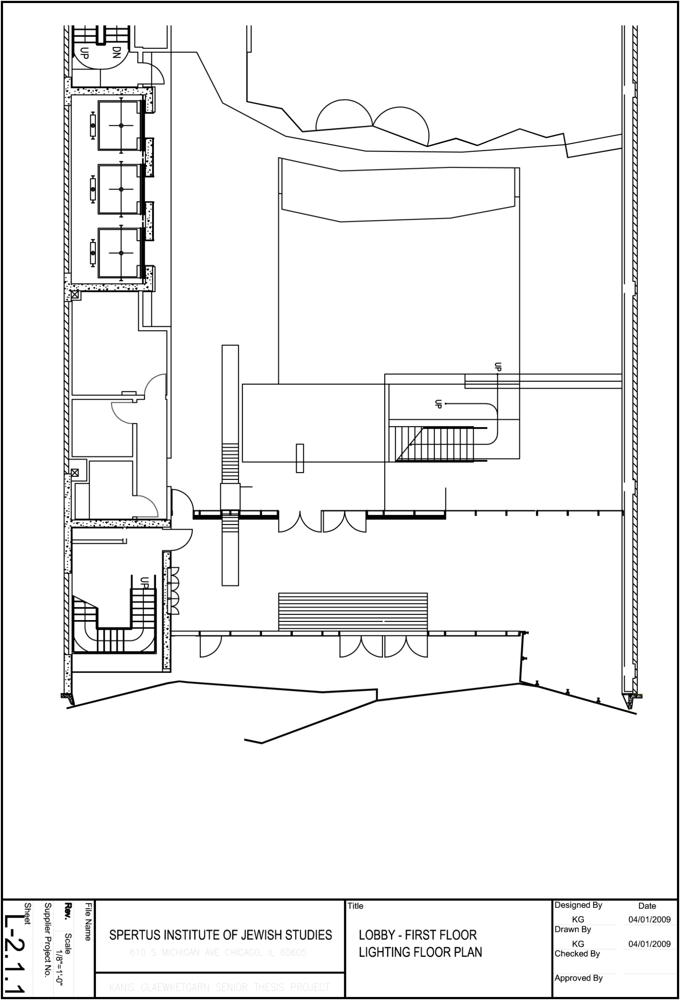 UP
DN
UP
UP
UP
File Name
Rev. Scale
1/8"=1'-0"
Supplier Project No.
Sheet
L-2.1.1
SPERTUS INSTITUTE OF JEWISH STUDIES
610 S MICHIGAN AVE CHICAGO, IL 60605
KANIS GLAEWKETGARN SENIOR THESIS PROJECT
Title
LOBBY - FIRST FLOOR
LIGHTING FLOOR PLAN
Designed By Date
KG 04/01/2009
Drawn By
KG 04/01/2009
Checked By
Approved By